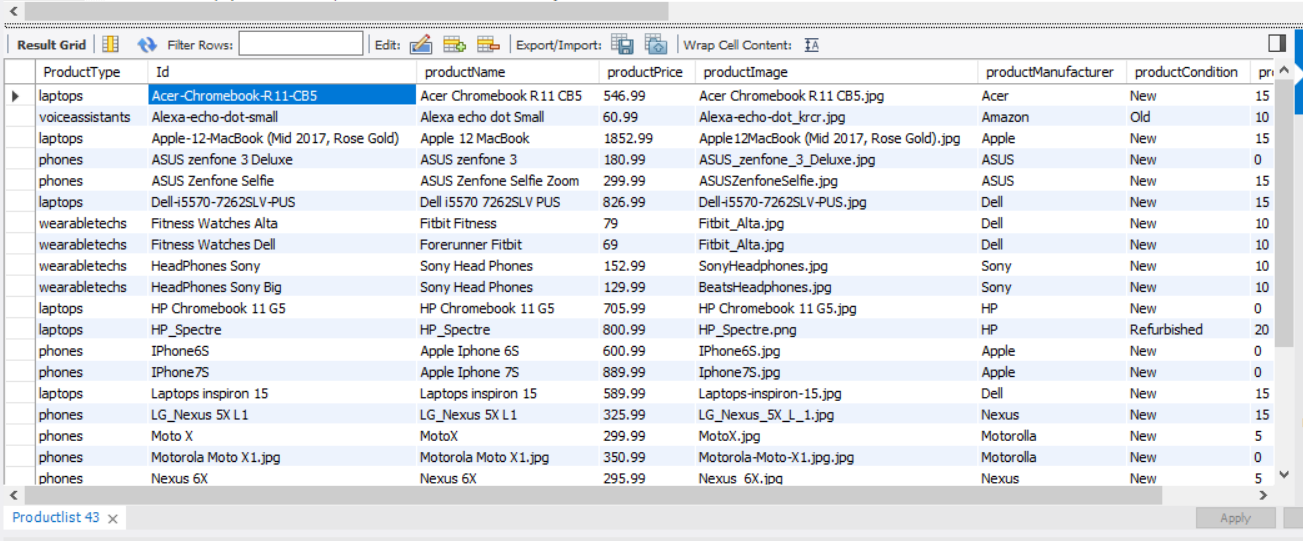 Result Grid Filter Rows: Edit: Export/Import: Wrap Cell Content: IA
ProductType Id productName productPrice productImage productManufacturer productCondition
laptops Acer-Chromebook-R11-CB5 Acer Chromebook R11 CB5 546.99 Acer Chromebook R11 CB5.jpg Acer New 15
voiceassistants Alexa-echo-dot-small Alexa echo dot Small 60.99 Alexa-echo-dot_krcr.jpg Amazon Old 10
laptops Apple-12-MacBook (Mid 2017, Rose Gold) Apple 12 MacBook 1852.99 Apple12MacBook (Mid 2017, Rose Gold).jpg Apple New 15
phones ASUS zenfone 3 Deluxe ASUS zenfone 3 180.99 ASUS_zenfone_3_Deluxe.jpg ASUS New 0
phones ASUS Zenfone Selfie ASUS Zenfone Selfie Zoom 299.99 ASUSZenfoneSelfie.jpg ASUS New 15
laptops Dell-i5570-7262SLV-PUS Dell i5570 7262SLV PUS 826.99 Dell-i5570-7262SLV-PUS.jpg Dell New 15
wearabletechs Fitness Watches Alta Fitbit Fitness 79 Fitbit_Alta.jpg Dell New 10
wearabletechs Fitness Watches Dell Forerunner Fitbit 69 Fitbit_Alta.jpg Dell New 10
wearabletechs HeadPhones Sony Sony Head Phones 152.99 SonyHeadphones.jpg Sony New 10
wearabletechs HeadPhones Sony Big Sony Head Phones 129.99 BeatsHeadphones.jpg Sony New 10
laptops HP Chromebook 11 G5 HP Chromebook 11 G5 705.99 HP Chromebook 11 G5.jpg HP New 0
laptops HP_Spectre HP_Spectre 800.99 HP_Spectre.png HP Refurbished 20
phones IPhone6S Apple Iphone 6S 600.99 IPhone6S.jpg Apple New 0
phones IPhone7S Apple Iphone 7S 889.99 Iphone7S.jpg Apple New 0
laptops Laptops inspiron 15 Laptops inspiron 15 589.99 Laptops-inspiron-15.jpg Dell New 15
phones LG_Nexus 5X L1 LG_Nexus 5X L1 325.99 LG_Nexus_5X_L_1.jpg Nexus New 15
phones Moto X MotoX 299.99 MotoX.jpg Motorolla New 5
phones Motorola Moto X1.jpg Motorola Moto X1.jpg 350.99 Motorola-Moto-X1.jpg.jpg Motorolla New 0
phones Nexus 6X Nexus 6X 295.99 Nexus 6X.jpg Nexus New 5
Productlist 43
Apply